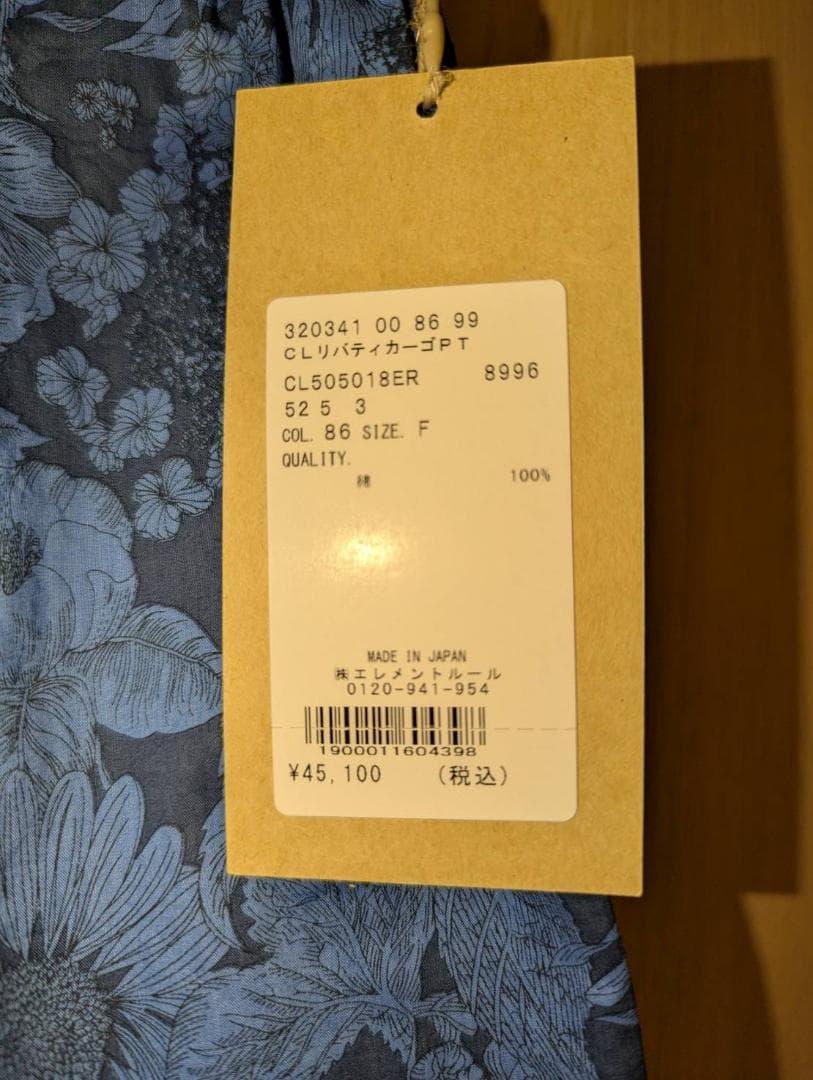 320341 00 86 99
CLリバティカーゴPT
CL505018ER 8996
52 5 3
COL. 86 SIZE. F
QUALITY.
綿 100%
MADE IN JAPAN
㈱エレメントルール
0120-941-954
1900011604398
¥45,100 (税込)